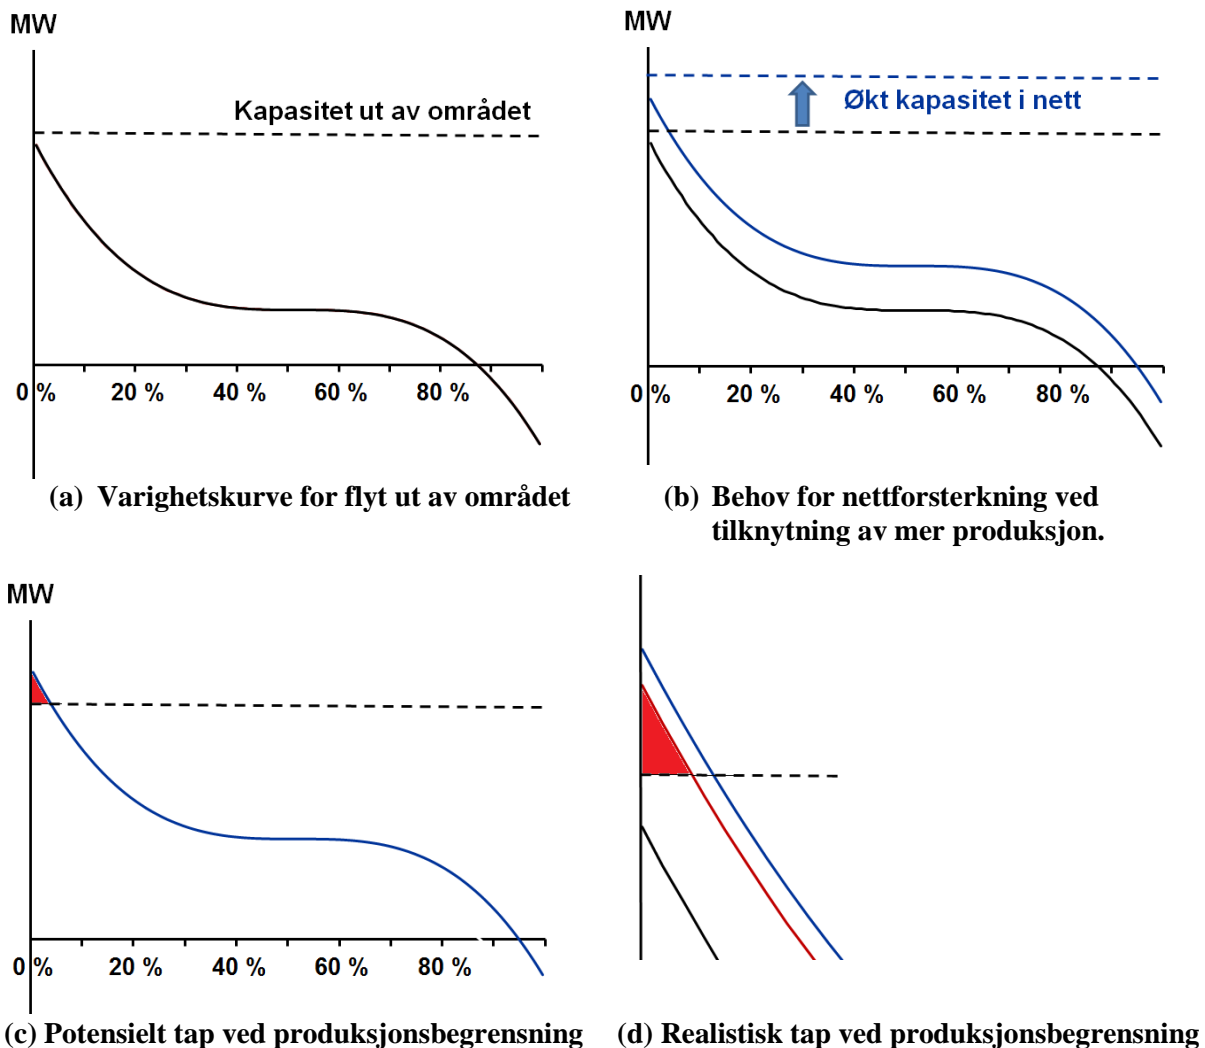 MW
Kapasitet ut av området
0 %
20 %
40 %
60 %
80 %
(a) Varighetskurve for flyt ut av området
MW
Økt kapasitet i nett
0 %
20 %
40 %
60 %
80 %
(b) Behov for nettforsterkning ved
tilknytning av mer produksjon.
MW
0 %
20 %
40 %
60 %
80 %
(c) Potensielt tap ved produksjonsbegrensning
(d) Realistisk tap ved produksjonsbegrensning